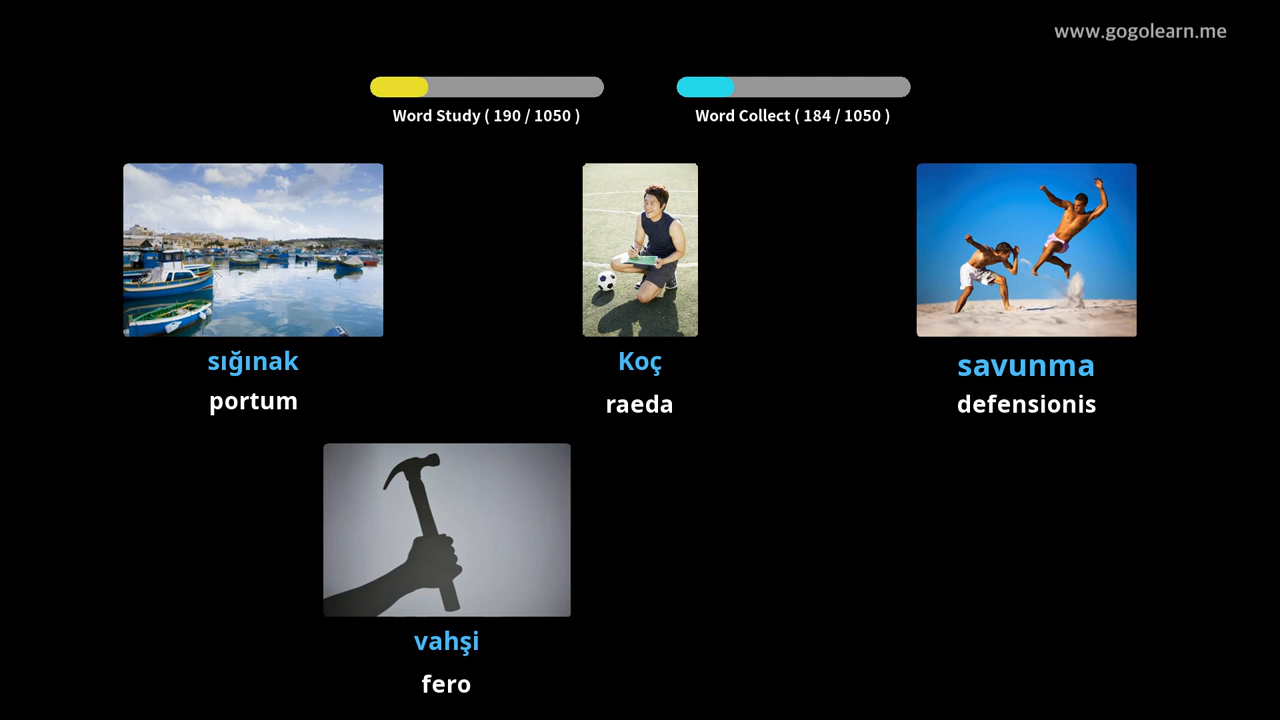 www.gogolearn.me
Word Study ( 190 / 1050 )
Word Collect ( 184 / 1050 )
sığınak
portum
Koç
raeda
savunma
defensionis
vahşi
fero